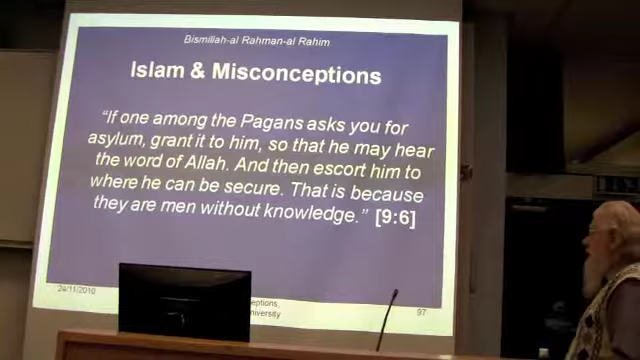 Bismillah-al Rahman-al Rahim
Islam & Misconceptions
“If one among the Pagans asks you for
asylum, grant it to him, so that he may hear
the word of Allah. And then escort him to
where he can be secure. That is because
they are men without knowledge.” [9:6]
24/11/2010
97